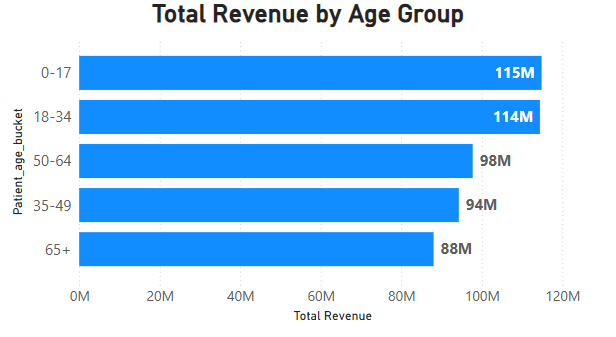 Total Revenue by Age Group
Patient_age_bucket
0-17 115M
18-34 114M
50-64 98M
35-49 94M
65+ 88M
0M 20M 40M 60M 80M 100M 120M
Total Revenue